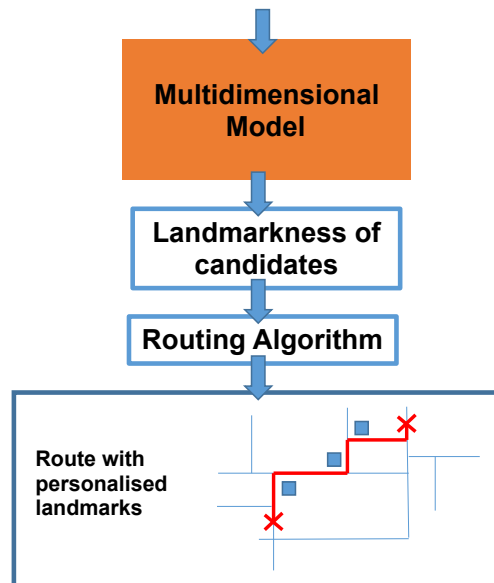 Multidimensional
Model
Landmarkness of
candidates
Routing Algorithm
Route with
personalised
landmarks